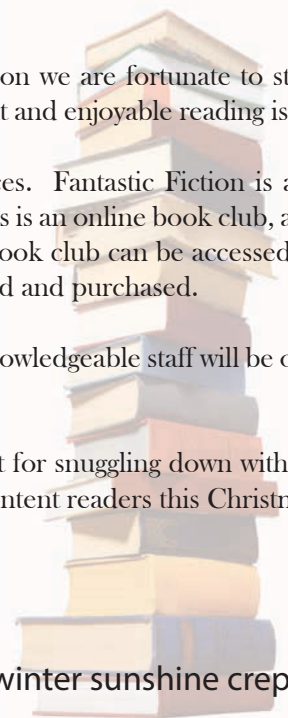 on we are fortunate to st
t and enjoyable reading is
ces. Fantastic Fiction is a
s is an online book club, a
ook club can be accessed
d and purchased.
owledgeable staff will be o
t for snuggling down with
ntent readers this Christm
winter sunshine crep